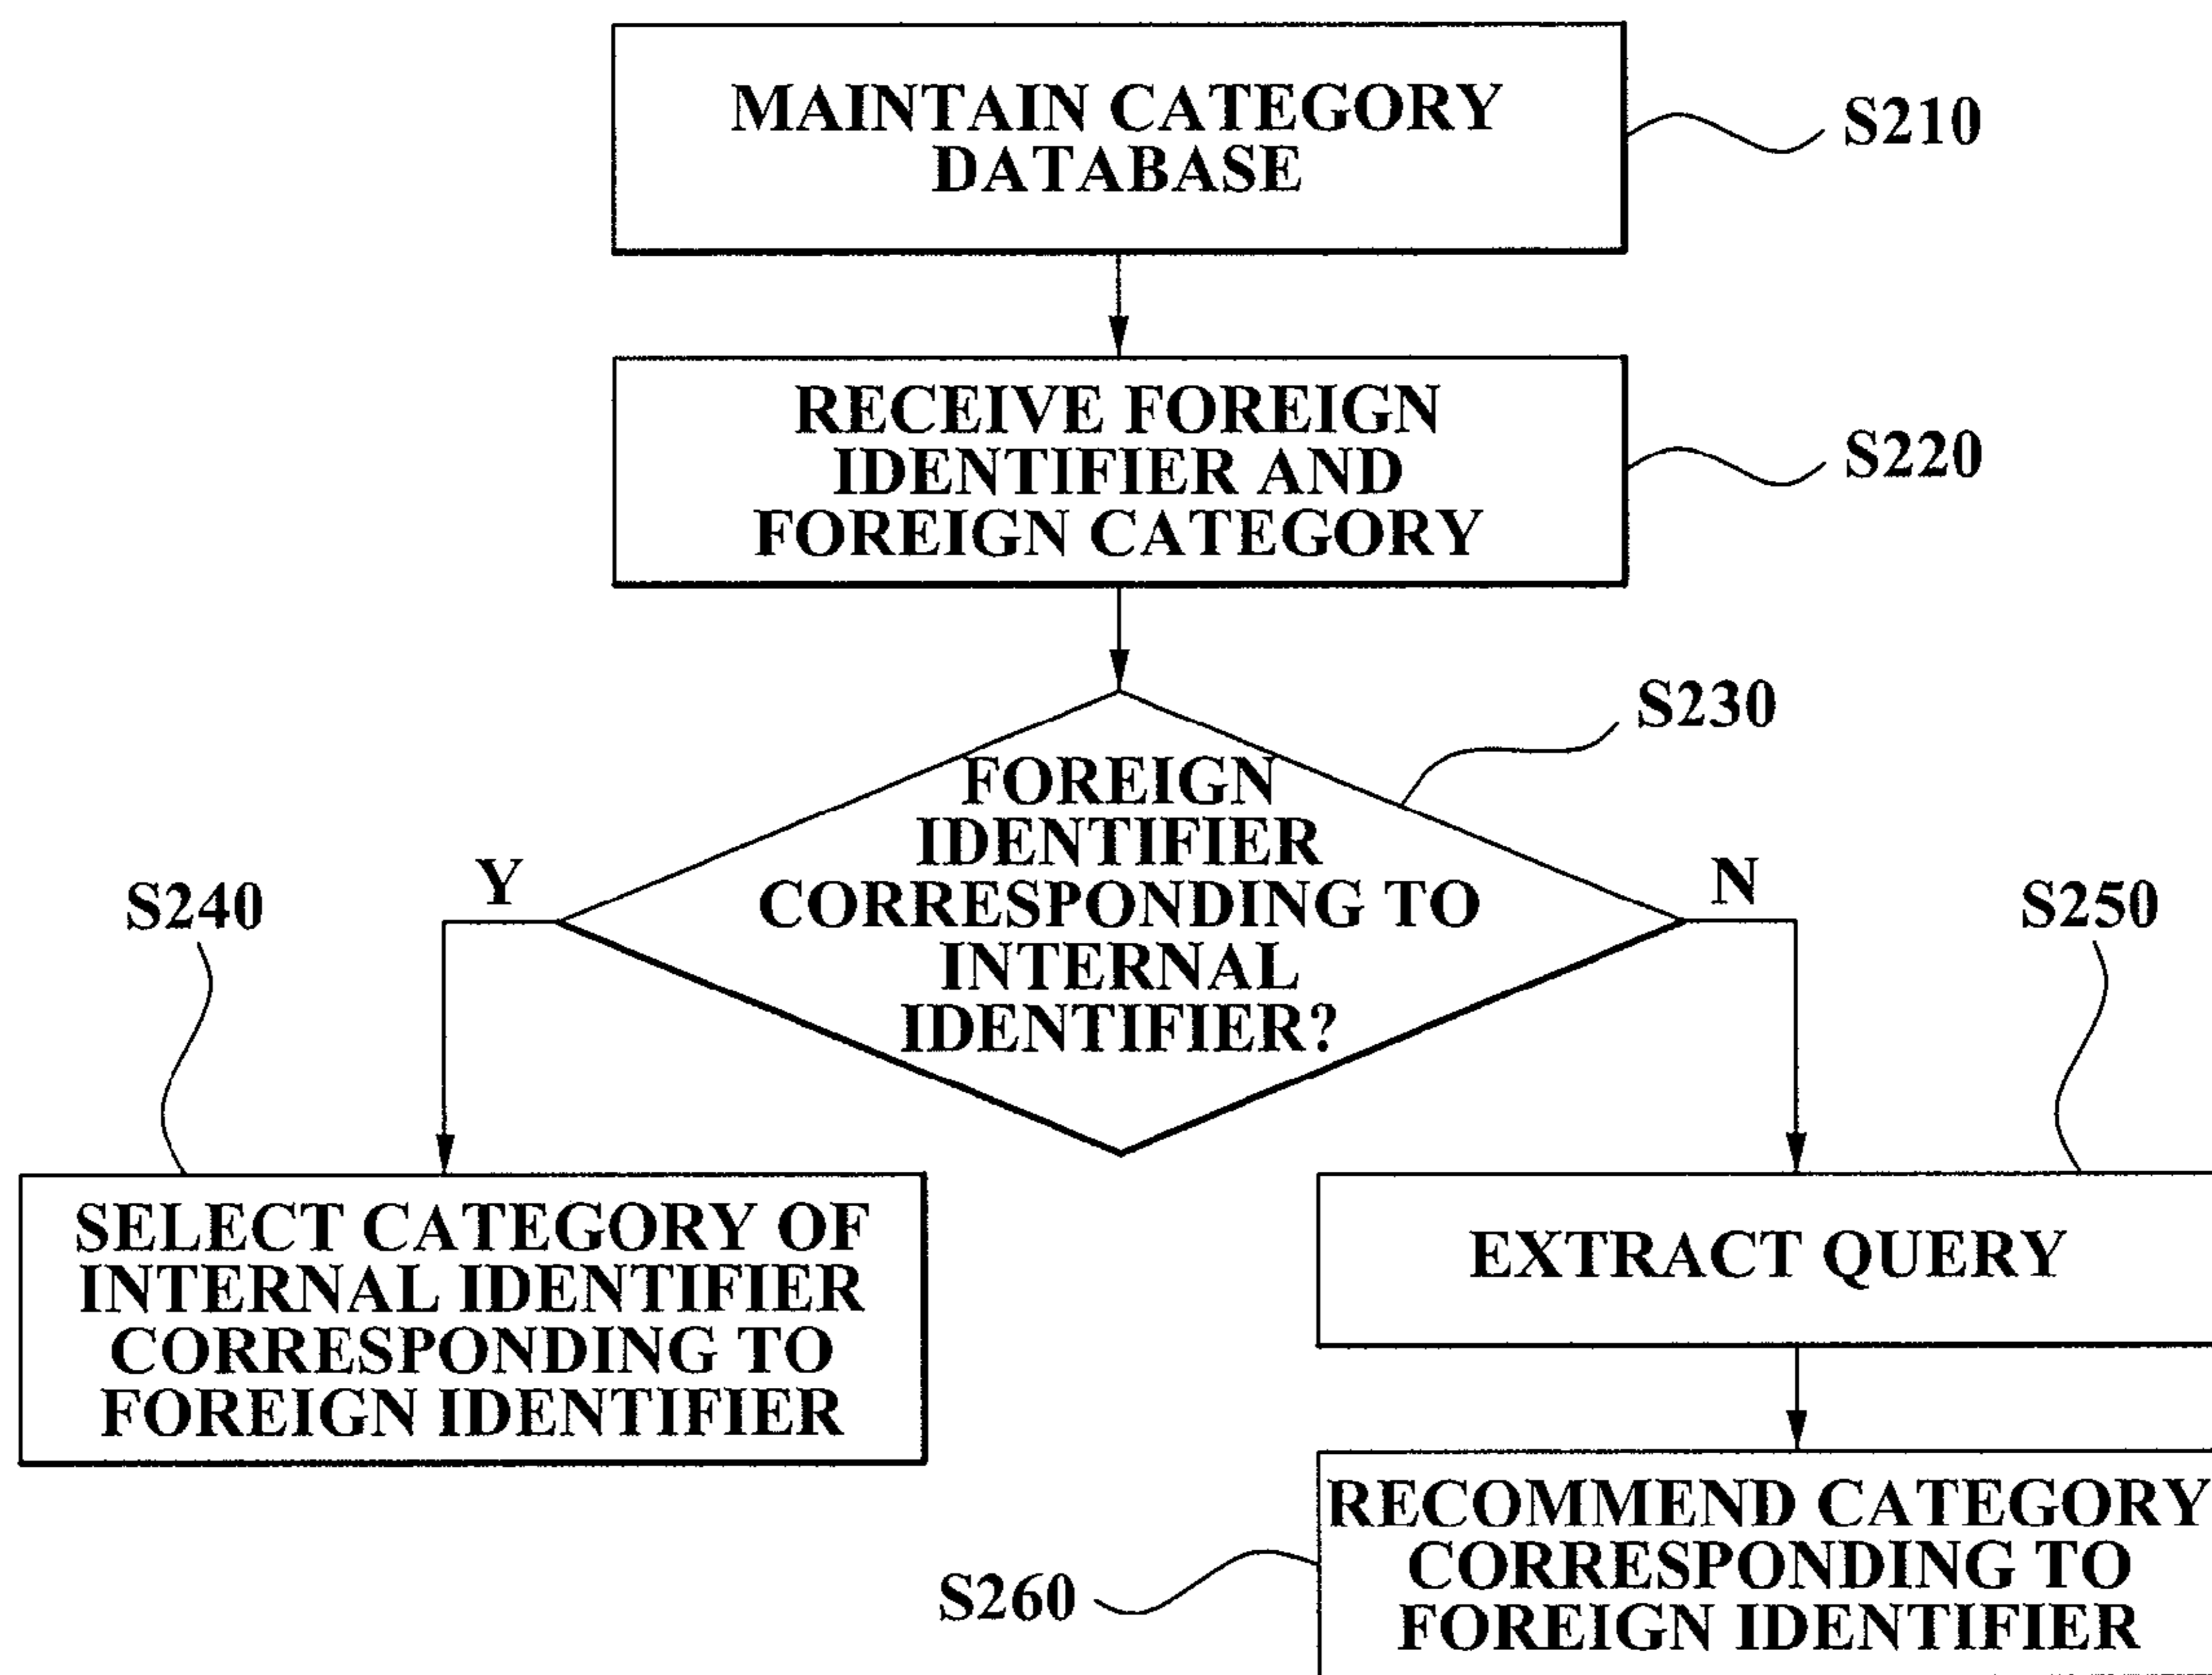 MAINTAIN CATEGORY
DATABASE
S210
RECEIVE FOREIGN
IDENTIFIER AND
FOREIGN CATEGORY
S220
S230
FOREIGN
IDENTIFIER
CORRESPONDING TO
INTERNAL
IDENTIFIER?
Y
N
S240
S250
SELECT CATEGORY OF
INTERNAL IDENTIFIER
CORRESPONDING TO
FOREIGN IDENTIFIER
EXTRACT QUERY
RECOMMEND CATEGORY
CORRESPONDING TO
FOREIGN IDENTIFIER
S260